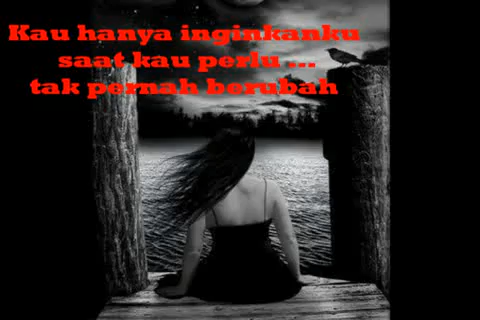 Kau hanya inginkanku
saat kau perlu ...
tak pernah berubah